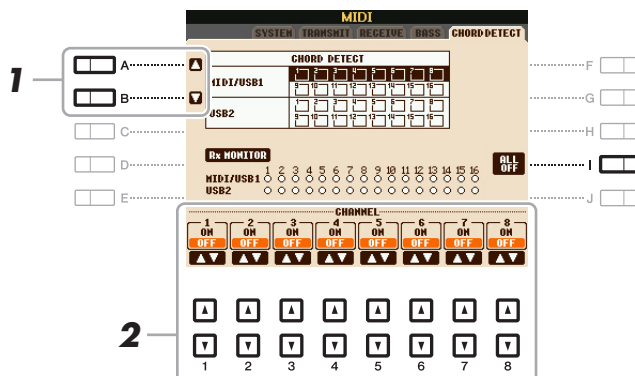 MIDI
SYSTEM TRANSMIT RECEIVE BASS CHORD DETECT
1
A
B
C
D
E
F
G
H
I
J
CHORD DETECT
MIDI/USB1
1 2 3 4 5 6 7 8
9 10 11 12 13 14 15 16
USB2
1 2 3 4 5 6 7 8
9 10 11 12 13 14 15 16
Rx MONITOR
1 2 3 4 5 6 7 8 9 10 11 12 13 14 15 16
MIDI/USB1
USB2
ALL
OFF
CHANNEL
1 2 3 4 5 6 7 8
ON ON ON ON ON ON ON ON
OFF OFF OFF OFF OFF OFF OFF OFF
2
1 2 3 4 5 6 7 8